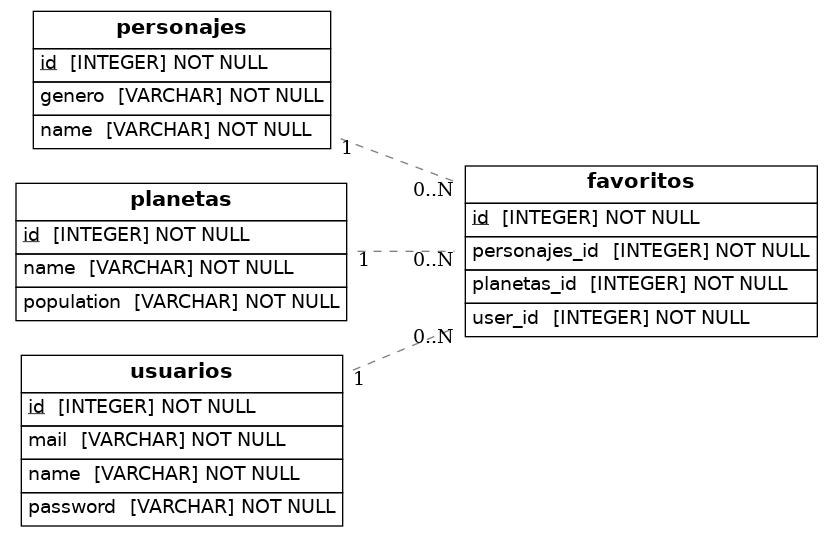 personajes
id [INTEGER] NOT NULL
genero [VARCHAR] NOT NULL
name [VARCHAR] NOT NULL
1
0..N
planetas
id [INTEGER] NOT NULL
name [VARCHAR] NOT NULL
population [VARCHAR] NOT NULL
1
0..N
usuarios
id [INTEGER] NOT NULL
mail [VARCHAR] NOT NULL
name [VARCHAR] NOT NULL
password [VARCHAR] NOT NULL
1
0..N
favoritos
id [INTEGER] NOT NULL
personajes_id [INTEGER] NOT NULL
planetas_id [INTEGER] NOT NULL
user_id [INTEGER] NOT NULL